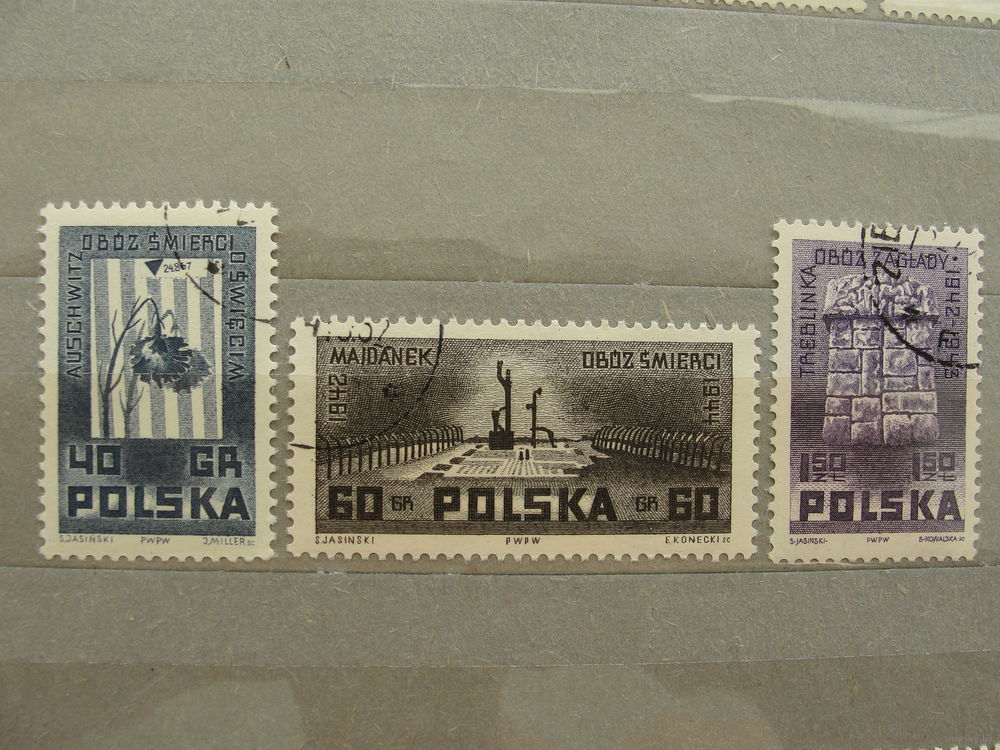 OBÓZ ŚMIERCI
AUSCHWITZ
OŚWIĘCIM
24867
40 GR
POLSKA
S.JASIŃSKI PWPW J.MILLER SC
MAJDANEK OBÓZ ŚMIERCI
1942
1944
60 GR POLSKA GR 60
S.JASIŃSKI PWPW E.KONECKI SC
OBÓZ ZAGŁADY
TREBLINKA
1942-1943
1 50 ZŁ 1 50 ZŁ
POLSKA
S.JASIŃSKI PWPW B.KOWALSKA SC